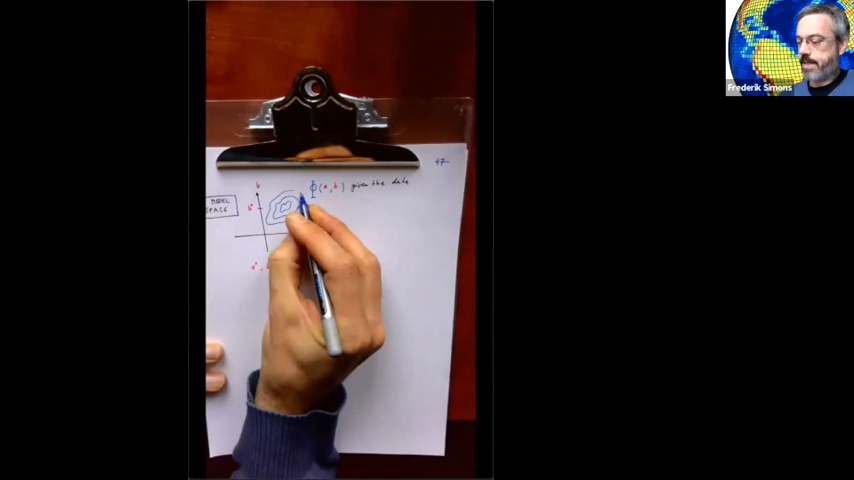 47
b
Φ(a, b) given the data
MODEL
SPACE
b°
a°,
Frederik Simons